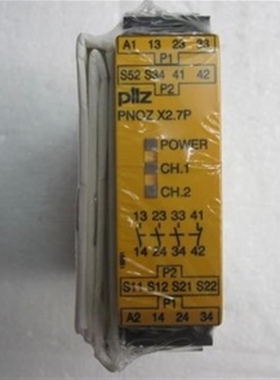 A1 13 23 33
P1
S52 S34 41 42
P2
pilz
PNOZ X2.7P
POWER
CH.1
CH.2
13 23 33 41
14 24 34 42
P2
S11 S12 S21 S22
P1
A2 14 24 34